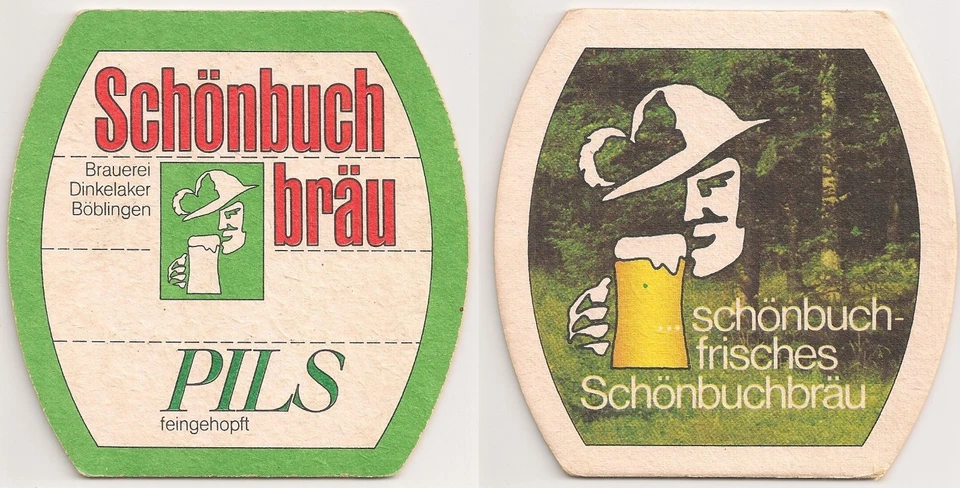 Schönbuch
bräu
Brauerei
Dinkelaker
Böblingen
PILS
feingehopft
... schönbuch-
frisches
Schönbuchbräu